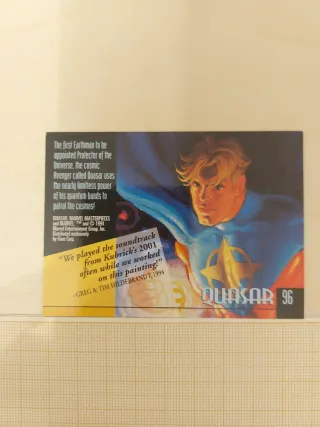 The first Earthman to be
appointed Protector of the
Universe, the cosmic
Avenger called Quasar uses
the nearly limitless power
of his quantum bands to
patrol the cosmos!
QUASAR, MARVEL MASTERPIECES
and MARVEL: ™ and © 1994
Marvel Entertainment Group, Inc.
Distributed exclusively
by Fleer Corp.
"We played the soundtrack
from Kubrick's 2001
often while we worked
on this painting!"
-GREG & TIM HILDEBRANDT, 1994
QUASAR 96